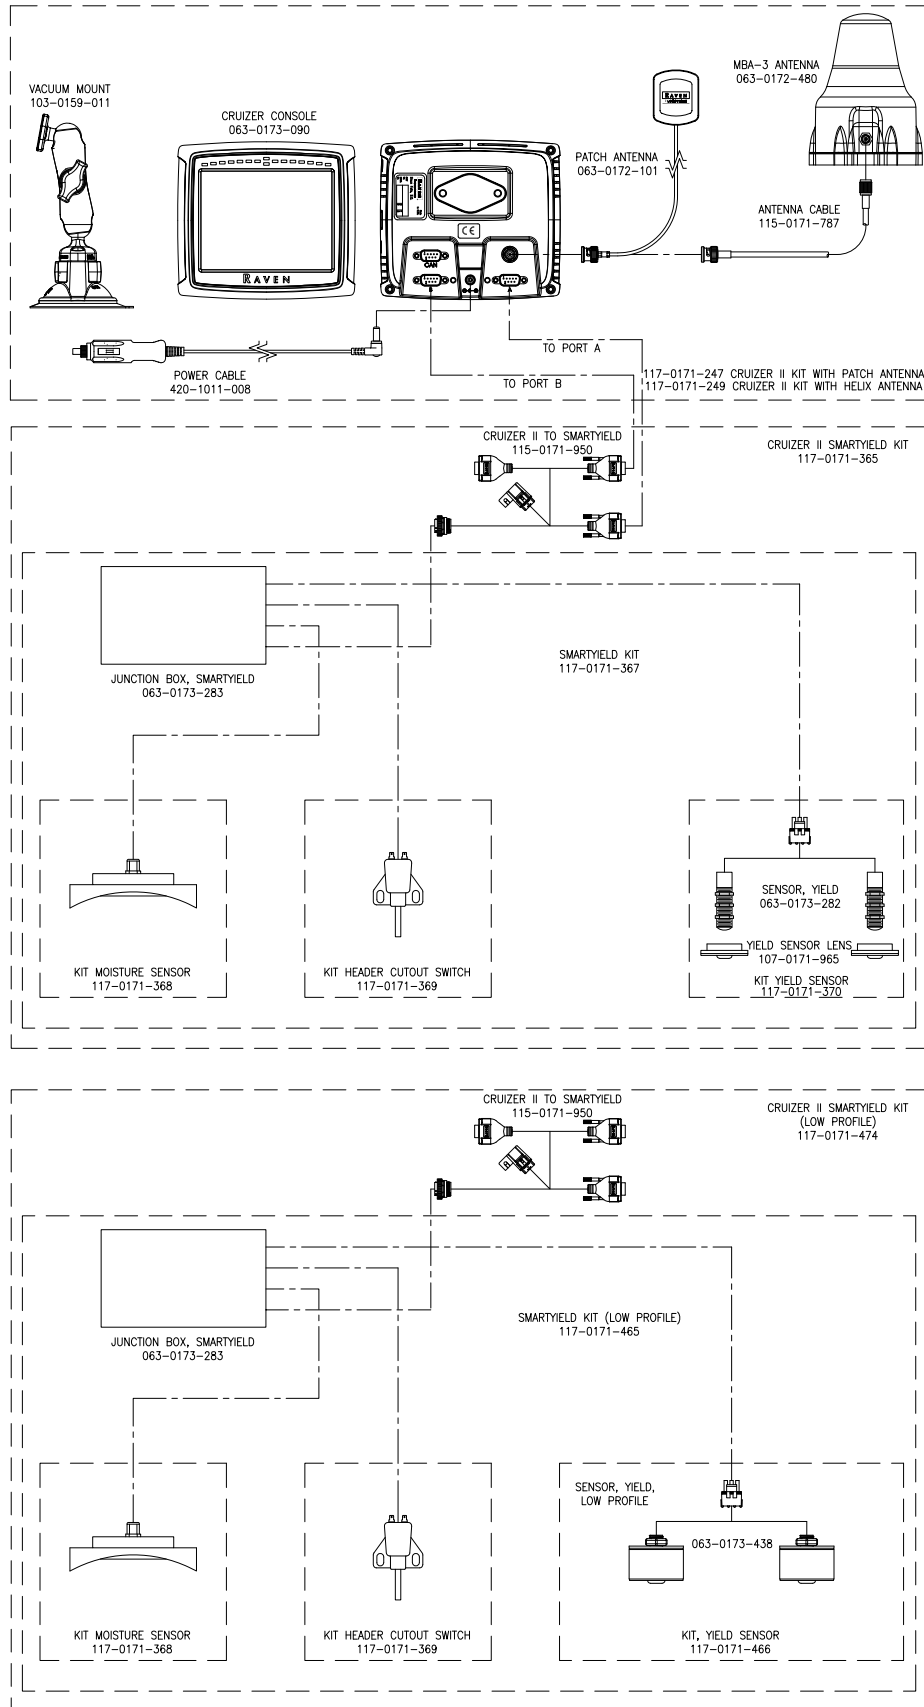 MBA-3 ANTENNA
063-0172-480
VACUUM MOUNT
103-0159-011
CRUIZER CONSOLE
063-0173-090
RAVEN
PATCH ANTENNA
063-0172-101
ANTENNA CABLE
115-0171-787
CE
CAN
RAVEN
TO PORT A
POWER CABLE
420-1011-008
TO PORT B
117-0171-247 CRUIZER II KIT WITH PATCH ANTENNA
117-0171-249 CRUIZER II KIT WITH HELIX ANTENNA
CRUIZER II TO SMARTYIELD
115-0171-950
CRUIZER II SMARTYIELD KIT
117-0171-365
SMARTYIELD KIT
117-0171-367
JUNCTION BOX, SMARTYIELD
063-0173-283
SENSOR, YIELD
063-0173-282
YIELD SENSOR LENS
107-0171-965
KIT MOISTURE SENSOR
117-0171-368
KIT HEADER CUTOUT SWITCH
117-0171-369
KIT YIELD SENSOR
117-0171-370
CRUIZER II TO SMARTYIELD
115-0171-950
CRUIZER II SMARTYIELD KIT
(LOW PROFILE)
117-0171-474
SMARTYIELD KIT (LOW PROFILE)
117-0171-465
JUNCTION BOX, SMARTYIELD
063-0173-283
SENSOR, YIELD,
LOW PROFILE
063-0173-438
KIT MOISTURE SENSOR
117-0171-368
KIT HEADER CUTOUT SWITCH
117-0171-369
KIT, YIELD SENSOR
117-0171-466